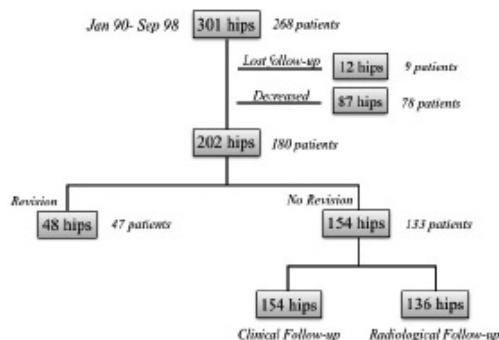 Jan 90- Sep 98 301 hips 268 patients
Lost follow-up 12 hips 9 patients
Decreased 87 hips 78 patients
202 hips 180 patients
Revision No Revision
48 hips 47 patients 154 hips 133 patients
154 hips 136 hips
Clinical Follow-up Radiological Follow-up